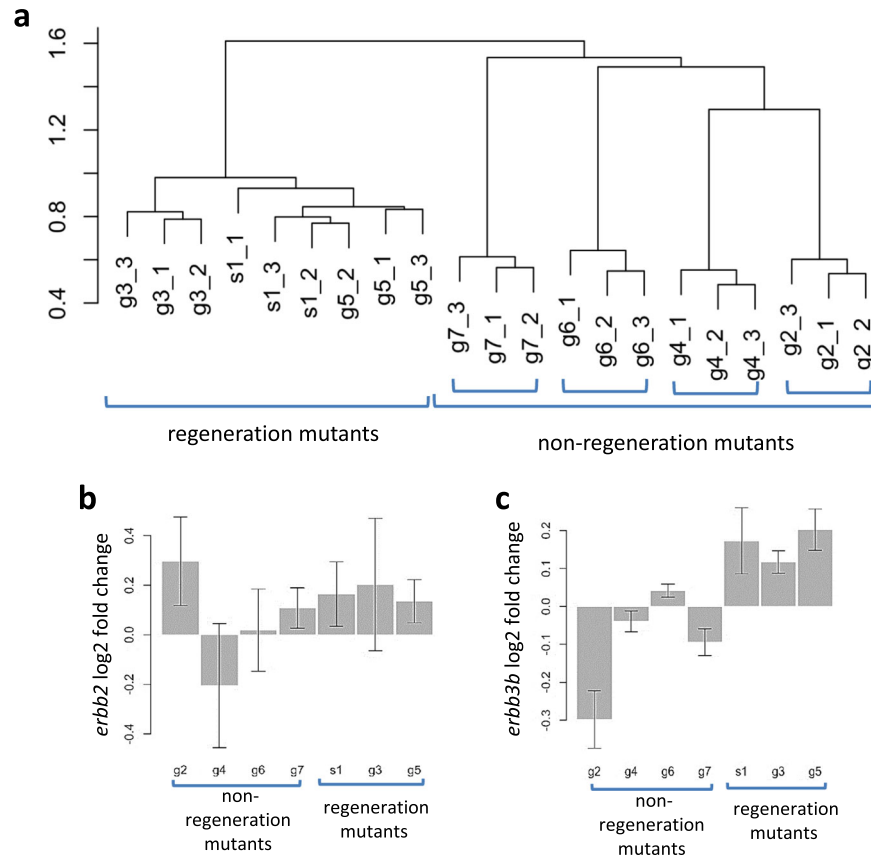 a
1.6
1.2
0.8
0.4
g3_3
g3_1
g3_2
s1_1
s1_3
s1_2
g5_2
g5_1
g5_3
g7_3
g7_1
g7_2
g6_1
g6_2
g6_3
g4_1
g4_2
g4_3
g2_3
g2_1
g2_2
regeneration mutants
non-regeneration mutants
b
erbb2 log2 fold change
0.4
0.2
0.0
-0.2
-0.4
g2 g4 g6 g7 s1 g3 g5
non-
regeneration
mutants
regeneration
mutants
c
erbb3b log2 fold change
0.2
0.1
0.0
-0.1
-0.2
-0.3
g2 g4 g6 g7 s1 g3 g5
non-
regeneration
mutants
regeneration
mutants